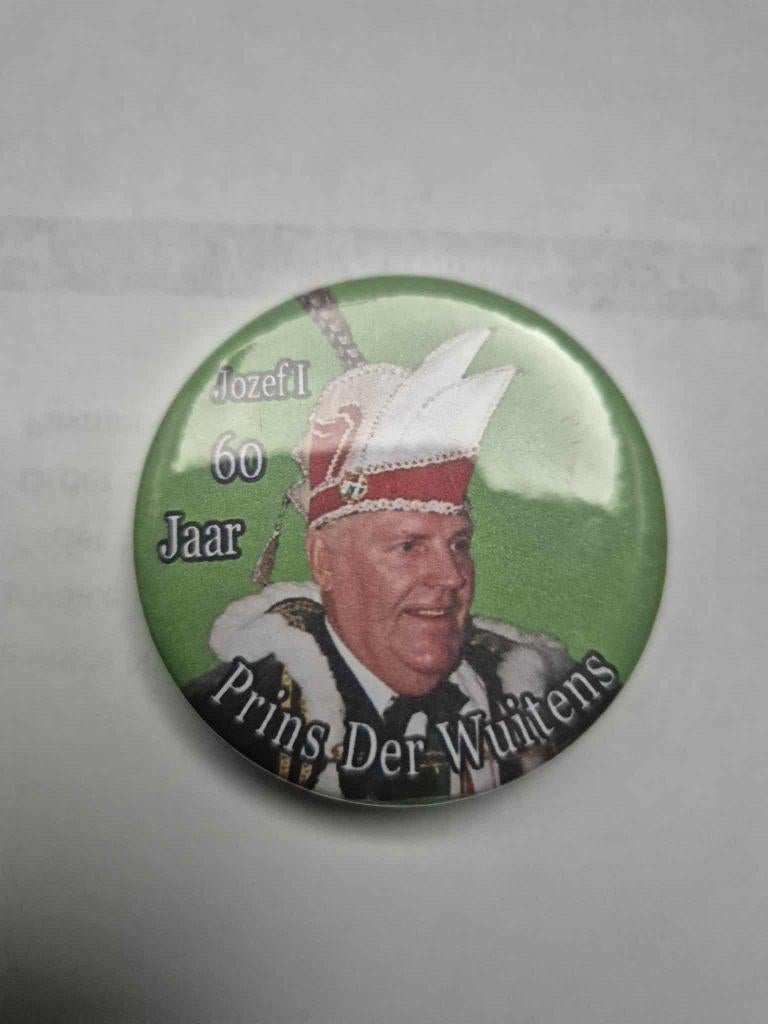 Jozef I
60
Jaar
Prins Der Wuitens